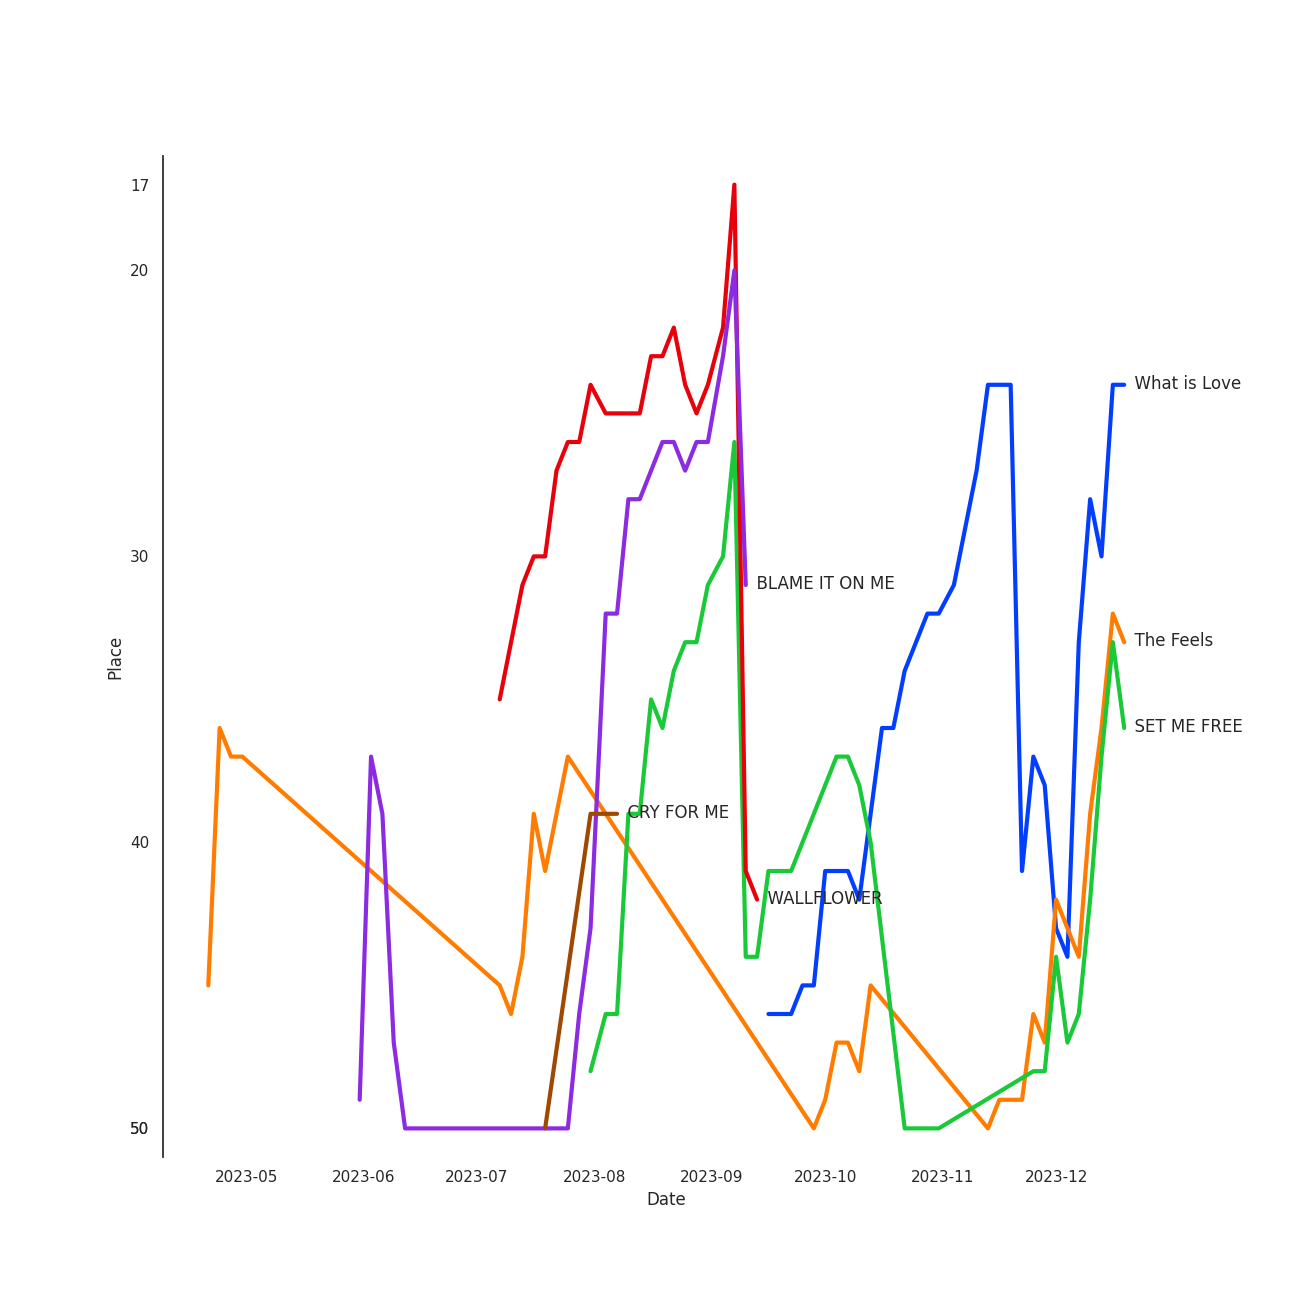 17
20
30
40
50
Place
What is Love
BLAME IT ON ME
The Feels
SET ME FREE
CRY FOR ME
WALLFLOWER
2023-05 2023-06 2023-07 2023-08 2023-09 2023-10 2023-11 2023-12
Date